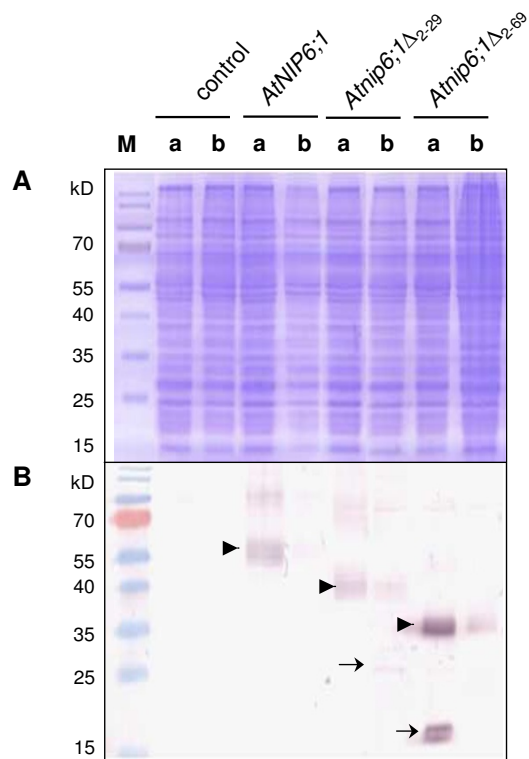 control
AtNIP6;1
Atnip6;1Δ2-29
Atnip6;1Δ2-69
M a b a b a b a b
A
kD
70
55
40
35
25
15
B
kD
70
55
40
35
25
15